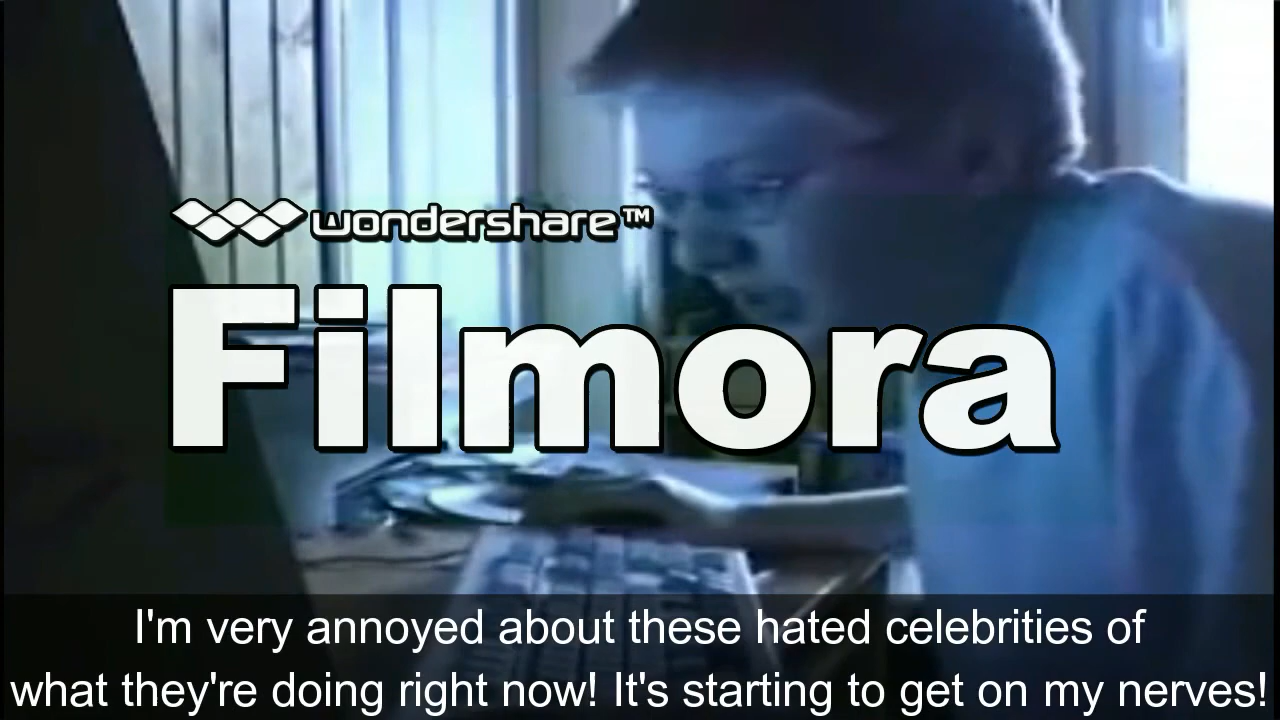 wondershare™
Filmora
I'm very annoyed about these hated celebrities of
what they're doing right now! It's starting to get on my nerves!